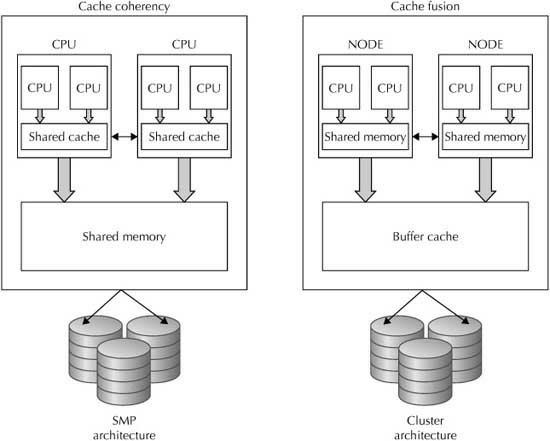 Cache coherency
Cache fusion
CPU
CPU
NODE
NODE
CPU
CPU
CPU
CPU
CPU
CPU
CPU
CPU
Shared cache
Shared cache
Shared memory
Shared memory
Shared memory
Buffer cache
SMP
architecture
Cluster
architecture